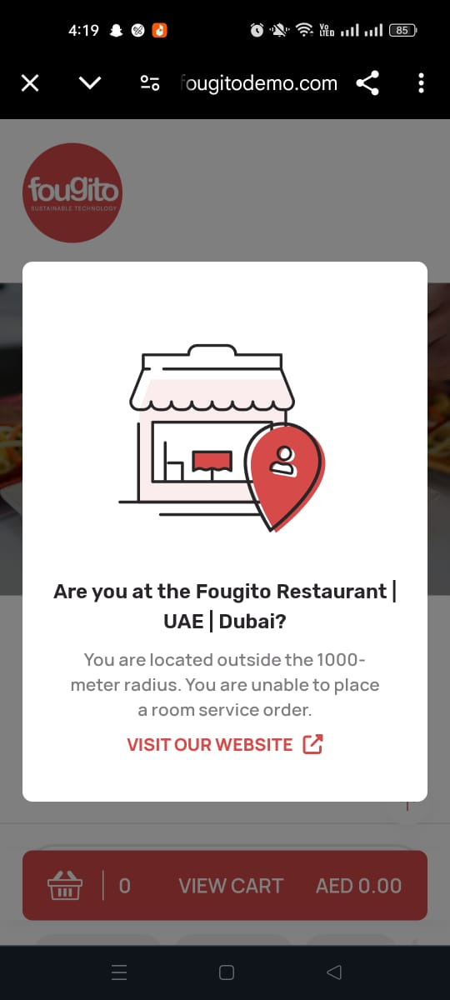 4:19
Vo
LTED
85
fougitodemo.com
fougito
SUSTAINABLE TECHNOLOGY
Are you at the Fougito Restaurant |
UAE | Dubai?
You are located outside the 1000-
meter radius. You are unable to place
a room service order.
VISIT OUR WEBSITE
0 VIEW CART AED 0.00